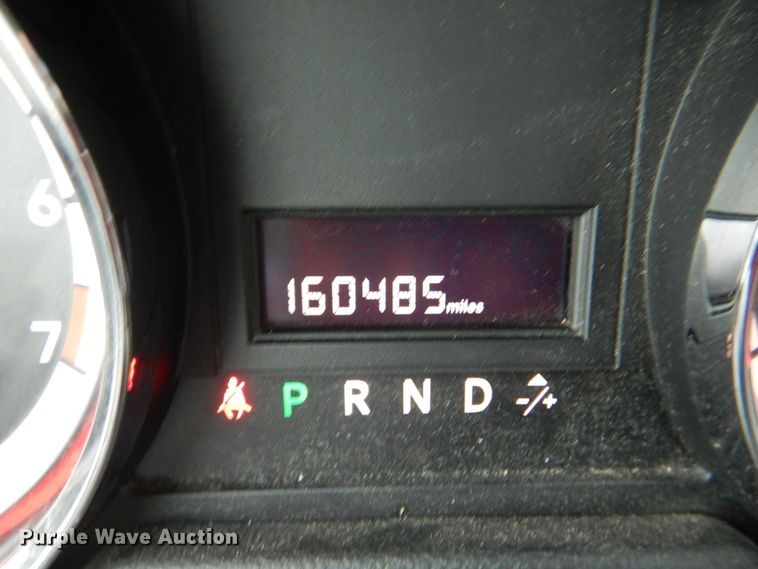 6
7
160485 miles
P R N D -/+
Purple Wave Auction